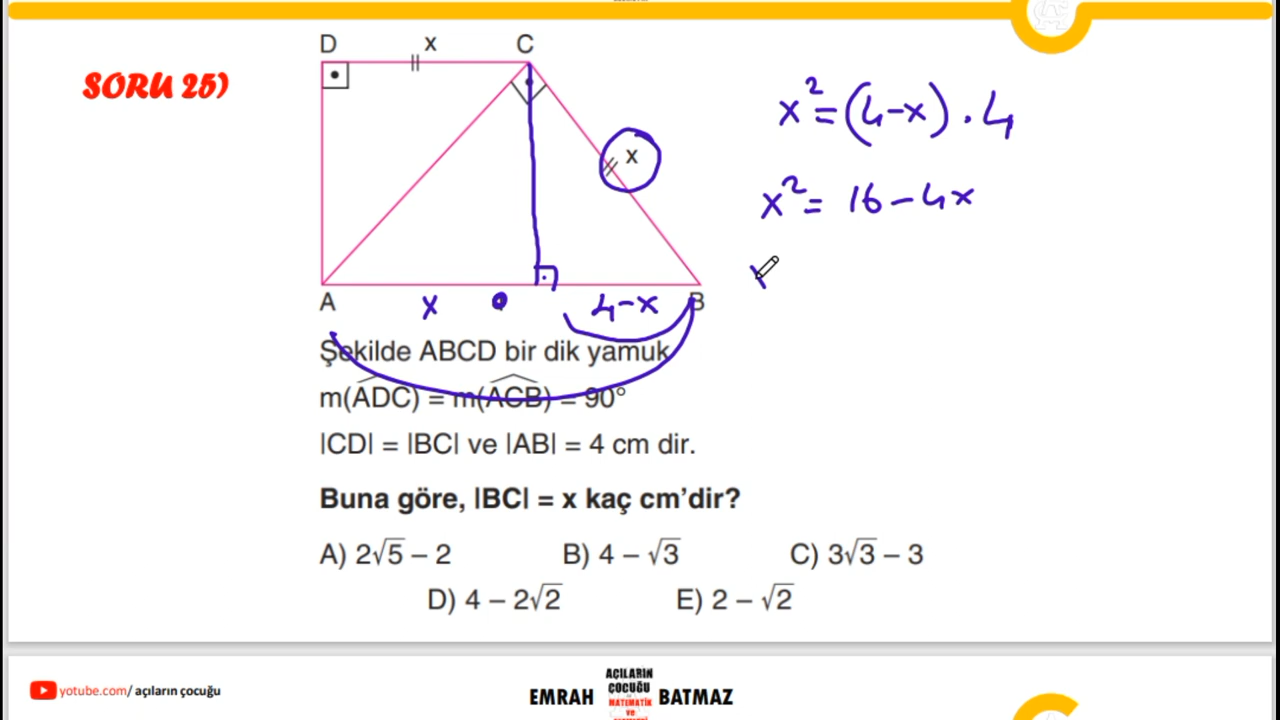 D x C
SORU 25)
x² = (4-x) . 4
x
x² = 16 - 4x
A x 4-x B
Şekilde ABCD bir dik yamuk
m(ADC) = m(ACB) = 90°
|CD| = |BC| ve |AB| = 4 cm dir.
Buna göre, |BC| = x kaç cm'dir?
A) 2√5 – 2 B) 4 – √3 C) 3√3 – 3
D) 4 – 2√2 E) 2 – √2
yotube.com/ açıların çocuğu
AÇILARIN
ÇOCUĞU
EMRAH MATEMATİK BATMAZ
ve